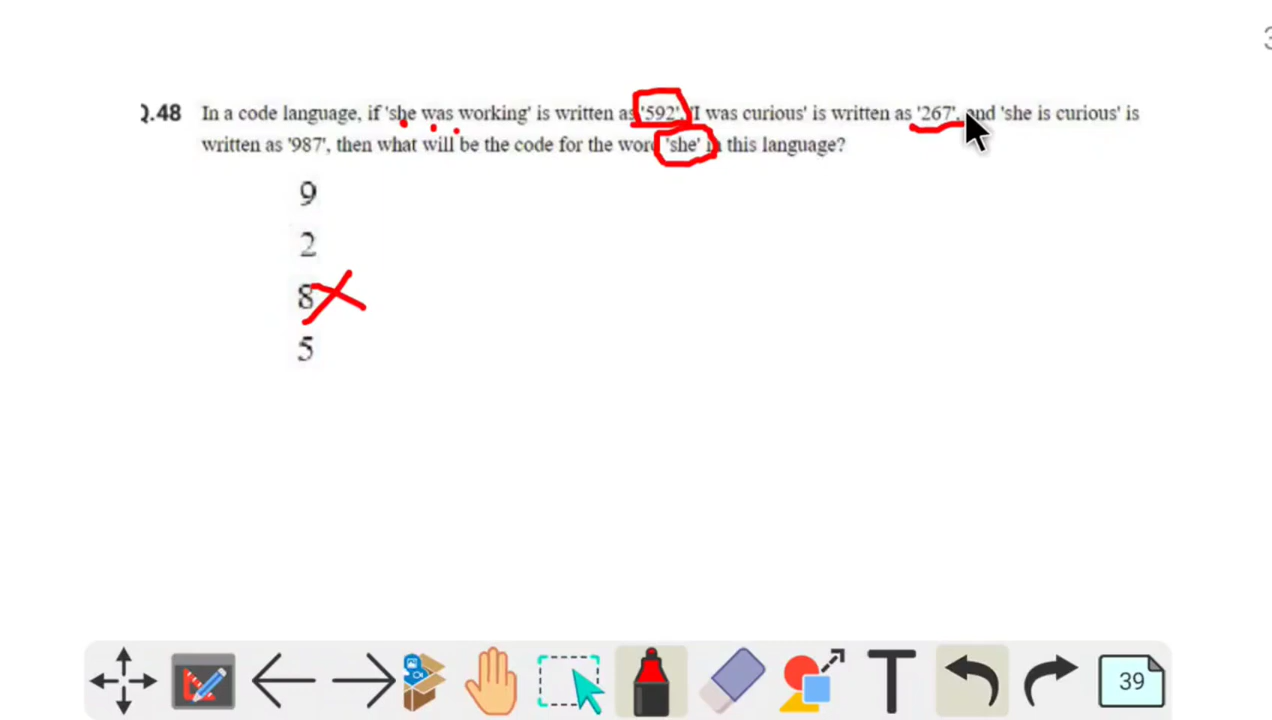 3
Q.48 In a code language, if 'she was working' is written as '592', 'I was curious' is written as '267', and 'she is curious' is
written as '987', then what will be the code for the word 'she' in this language?
9
2
8
5
T
39